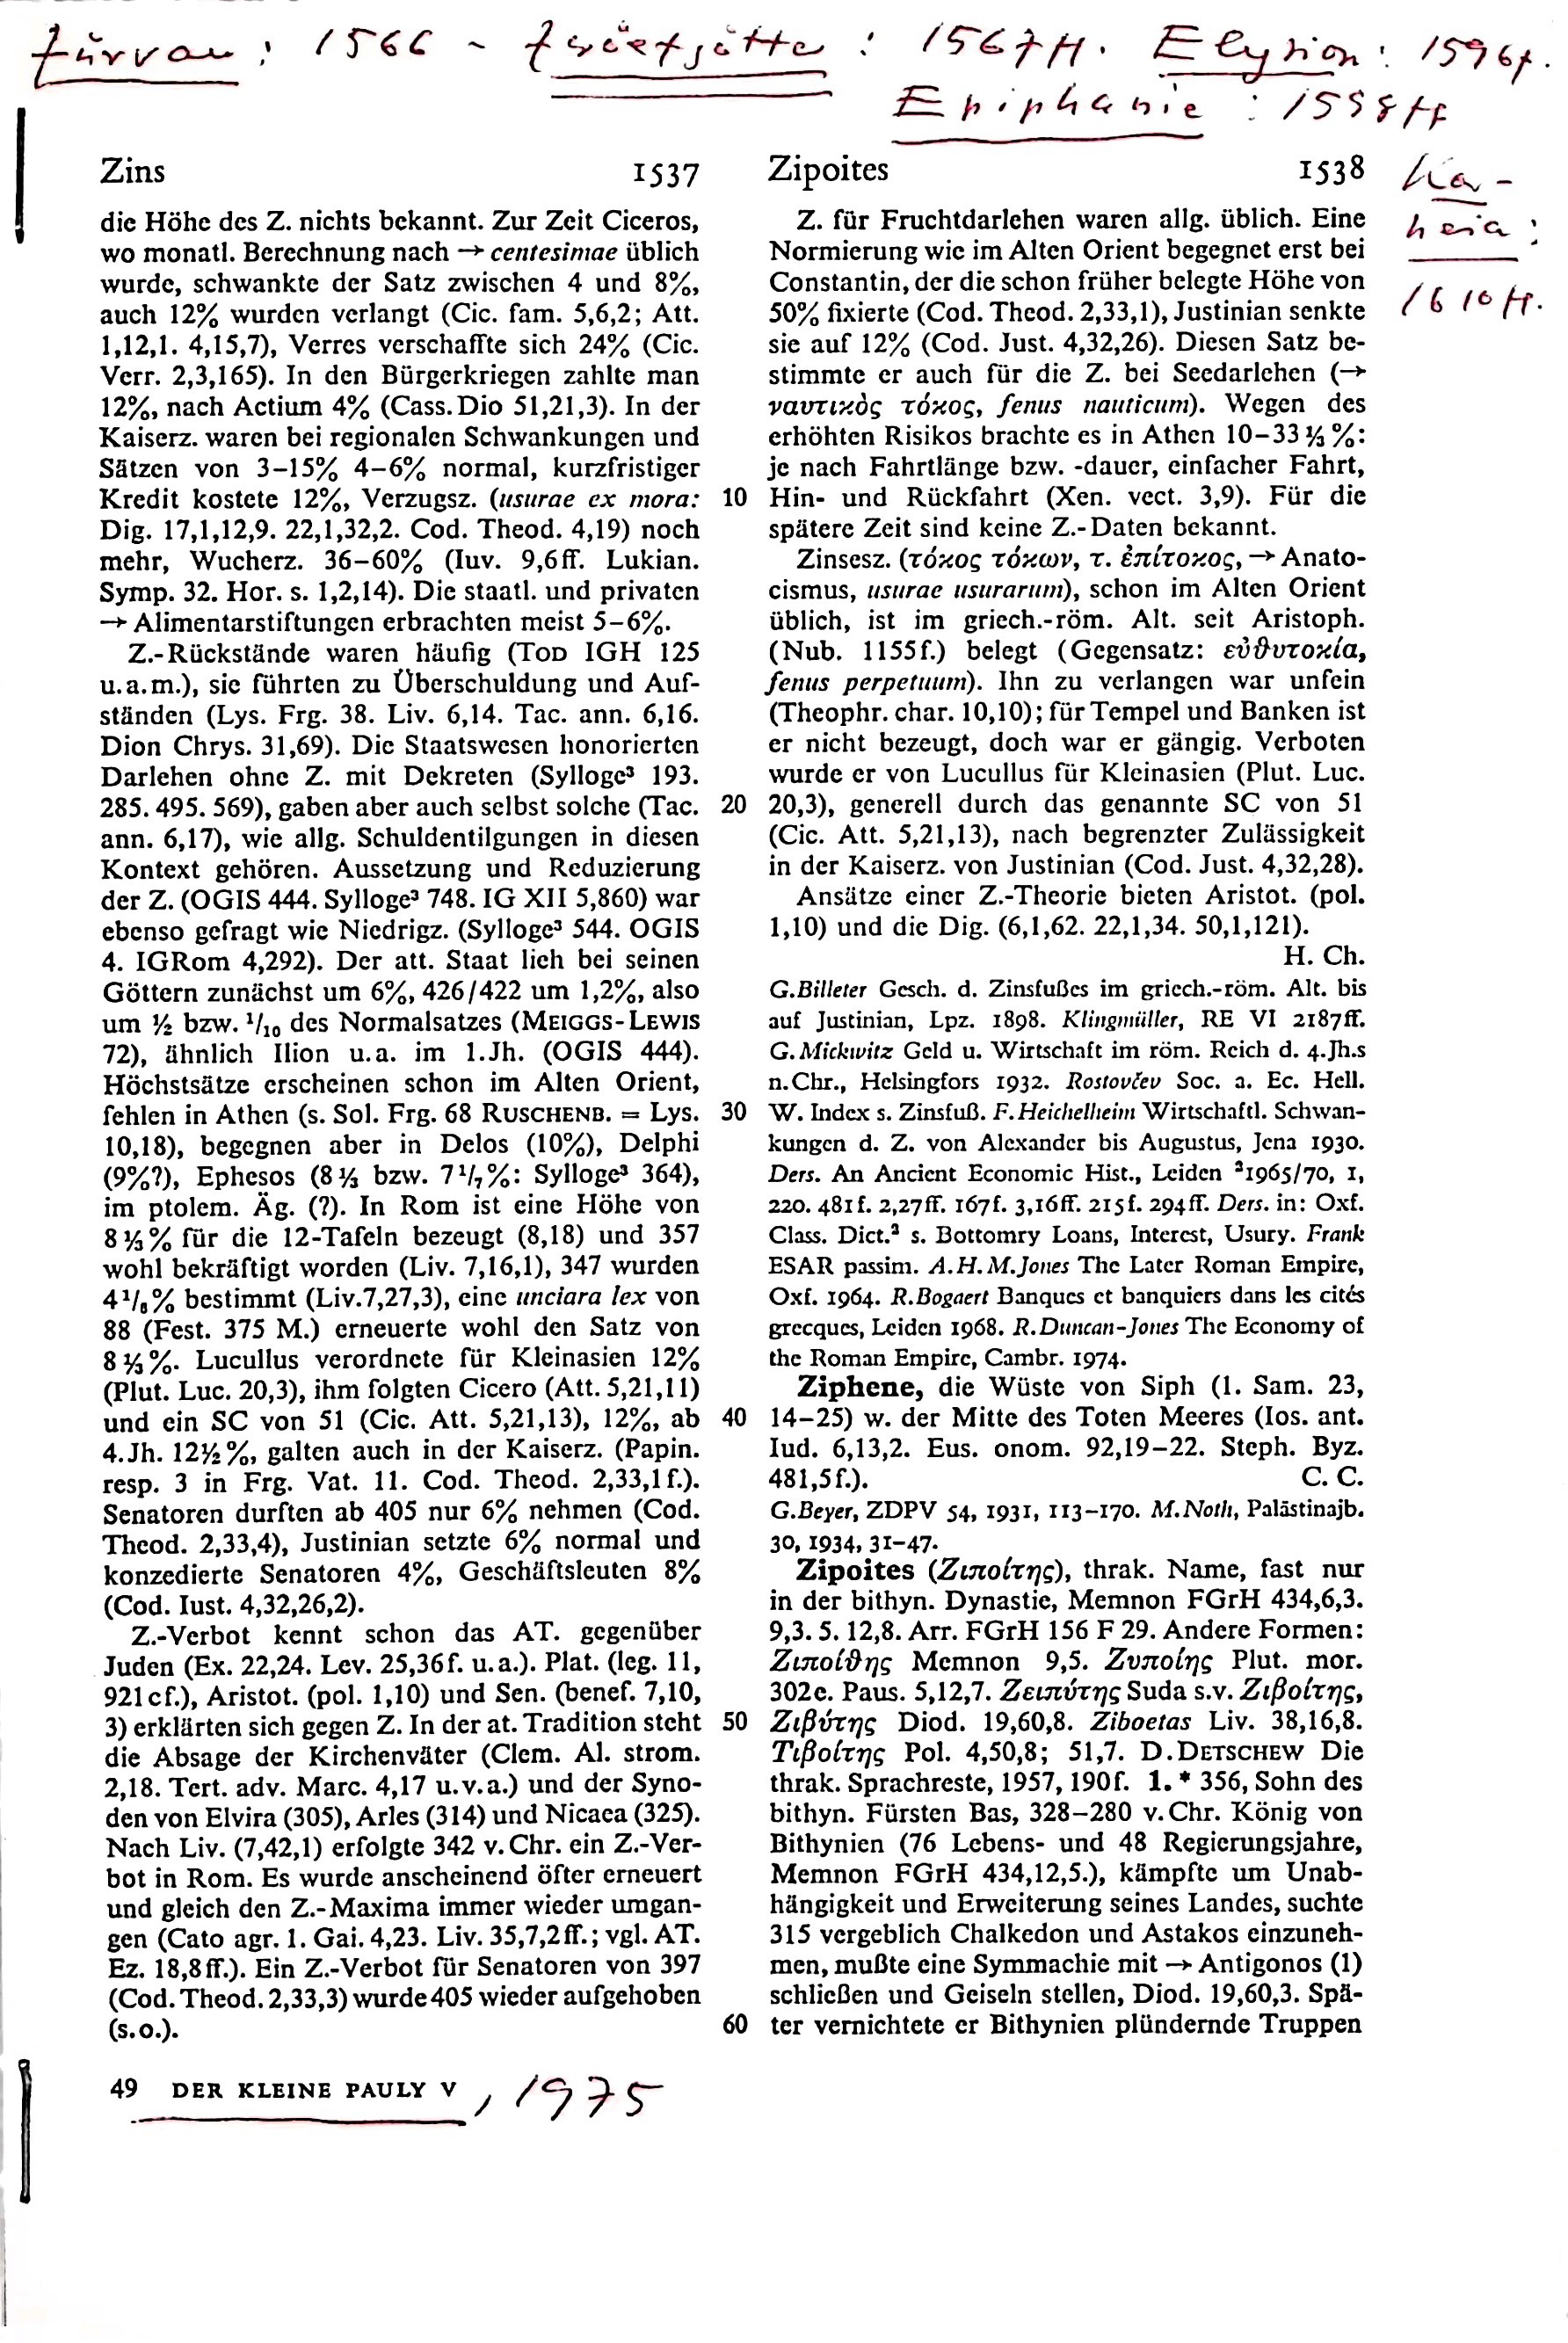 Zurvan: 1566 ~ Zwölfgötter: 1567ff. Elysion: 1596f.
Epiphanie: 1598ff
Ka-
heia:
1610ff.
Zins 1537
die Höhe des Z. nichts bekannt. Zur Zeit Ciceros,
wo monatl. Berechnung nach → centesimae üblich
wurde, schwankte der Satz zwischen 4 und 8%,
auch 12% wurden verlangt (Cic. fam. 5,6,2; Att.
1,12,1. 4,15,7), Verres verschaffte sich 24% (Cic.
Verr. 2,3,165). In den Bürgerkriegen zahlte man
12%, nach Actium 4% (Cass. Dio 51,21,3). In der
Kaiserz. waren bei regionalen Schwankungen und
Sätzen von 3–15% 4–6% normal, kurzfristiger
Kredit kostete 12%, Verzugsz. (usurae ex mora:
Dig. 17,1,12,9. 22,1,32,2. Cod. Theod. 4,19) noch
mehr, Wucherz. 36–60% (Iuv. 9,6ff. Lukian.
Symp. 32. Hor. s. 1,2,14). Die staatl. und privaten
→ Alimentarstiftungen erbrachten meist 5–6%.
Z.-Rückstände waren häufig (TOD IGH 125
u.a.m.), sie führten zu Überschuldung und Auf-
ständen (Lys. Frg. 38. Liv. 6,14. Tac. ann. 6,16.
Dion Chrys. 31,69). Die Staatswesen honorierten
Darlehen ohne Z. mit Dekreten (Sylloge³ 193.
285. 495. 569), gaben aber auch selbst solche (Tac.
ann. 6,17), wie allg. Schuldentilgungen in diesen
Kontext gehören. Aussetzung und Reduzierung
der Z. (OGIS 444. Sylloge³ 748. IG XII 5,860) war
ebenso gefragt wie Niedrigz. (Sylloge³ 544. OGIS
4. IGRom 4,292). Der att. Staat lieh bei seinen
Göttern zunächst um 6%, 426/422 um 1,2%, also
um ½ bzw. ¹/₁₀ des Normalsatzes (MEIGGS-LEWIS
72), ähnlich Ilion u.a. im 1.Jh. (OGIS 444).
Höchstsätze erscheinen schon im Alten Orient,
fehlen in Athen (s. Sol. Frg. 68 RUSCHENB. = Lys.
10,18), begegnen aber in Delos (10%), Delphi
(9%?), Ephesos (8⅓ bzw. 7¹/₇%: Sylloge³ 364),
im ptolem. Äg. (?). In Rom ist eine Höhe von
8⅓% für die 12-Tafeln bezeugt (8,18) und 357
wohl bekräftigt worden (Liv. 7,16,1), 347 wurden
4¹/₆% bestimmt (Liv.7,27,3), eine unciara lex von
88 (Fest. 375 M.) erneuerte wohl den Satz von
8⅓%. Lucullus verordnete für Kleinasien 12%
(Plut. Luc. 20,3), ihm folgten Cicero (Att. 5,21,11)
und ein SC von 51 (Cic. Att. 5,21,13), 12%, ab
4.Jh. 12½%, galten auch in der Kaiserz. (Papin.
resp. 3 in Frg. Vat. 11. Cod. Theod. 2,33,1f.).
Senatoren durften ab 405 nur 6% nehmen (Cod.
Theod. 2,33,4), Justinian setzte 6% normal und
konzedierte Senatoren 4%, Geschäftsleuten 8%
(Cod. Iust. 4,32,26,2).
Z.-Verbot kennt schon das AT. gegenüber
Juden (Ex. 22,24. Lev. 25,36f. u.a.). Plat. (leg. 11,
921cf.), Aristot. (pol. 1,10) und Sen. (benef. 7,10,
3) erklärten sich gegen Z. In der at. Tradition steht
die Absage der Kirchenväter (Clem. Al. strom.
2,18. Tert. adv. Marc. 4,17 u.v.a.) und der Syno-
den von Elvira (305), Arles (314) und Nicaea (325).
Nach Liv. (7,42,1) erfolgte 342 v. Chr. ein Z.-Ver-
bot in Rom. Es wurde anscheinend öfter erneuert
und gleich den Z.-Maxima immer wieder umgan-
gen (Cato agr. 1. Gai. 4,23. Liv. 35,7,2ff.; vgl. AT.
Ez. 18,8ff.). Ein Z.-Verbot für Senatoren von 397
(Cod. Theod. 2,33,3) wurde 405 wieder aufgehoben
(s.o.).
49 DER KLEINE PAULY V, 1975
10
20
30
40
50
60
Zipoites 1538
Z. für Fruchtdarlehen waren allg. üblich. Eine
Normierung wie im Alten Orient begegnet erst bei
Constantin, der die schon früher belegte Höhe von
50% fixierte (Cod. Theod. 2,33,1), Justinian senkte
sie auf 12% (Cod. Just. 4,32,26). Diesen Satz be-
stimmte er auch für die Z. bei Seedarlehen (→
ναυτικὸς τόκος, fenus nauticum). Wegen des
erhöhten Risikos brachte es in Athen 10–33⅓%:
je nach Fahrtlänge bzw. -dauer, einfacher Fahrt,
Hin- und Rückfahrt (Xen. vect. 3,9). Für die
spätere Zeit sind keine Z.-Daten bekannt.
Zinsesz. (τόκος τόκων, τ. ἐπίτοκος, → Anato-
cismus, usurae usurarum), schon im Alten Orient
üblich, ist im griech.-röm. Alt. seit Aristoph.
(Nub. 1155f.) belegt (Gegensatz: εὐθυτοκία,
fenus perpetuum). Ihn zu verlangen war unfein
(Theophr. char. 10,10); für Tempel und Banken ist
er nicht bezeugt, doch war er gängig. Verboten
wurde er von Lucullus für Kleinasien (Plut. Luc.
20,3), generell durch das genannte SC von 51
(Cic. Att. 5,21,13), nach begrenzter Zulässigkeit
in der Kaiserz. von Justinian (Cod. Just. 4,32,28).
Ansätze einer Z.-Theorie bieten Aristot. (pol.
1,10) und die Dig. (6,1,62. 22,1,34. 50,1,121).
H. Ch.
G.Billeter Gesch. d. Zinsfußes im griech.-röm. Alt. bis
auf Justinian, Lpz. 1898. Klingmüller, RE VI 2187ff.
G.Mickwitz Geld u. Wirtschaft im röm. Reich d. 4.Jh.s
n.Chr., Helsingfors 1932. Rostovčev Soc. a. Ec. Hell.
W. Index s. Zinsfuß. F.Heichelheim Wirtschaftl. Schwan-
kungen d. Z. von Alexander bis Augustus, Jena 1930.
Ders. An Ancient Economic Hist., Leiden ²1965/70, 1,
220. 481f. 2,27ff. 167f. 3,16ff. 215f. 294ff. Ders. in: Oxf.
Class. Dict.² s. Bottomry Loans, Interest, Usury. Frank
ESAR passim. A.H.M.Jones The Later Roman Empire,
Oxf. 1964. R.Bogaert Banques et banquiers dans les cités
grecques, Leiden 1968. R.Duncan-Jones The Economy of
the Roman Empire, Cambr. 1974.
Ziphene, die Wüste von Siph (1. Sam. 23,
14–25) w. der Mitte des Toten Meeres (Ios. ant.
Iud. 6,13,2. Eus. onom. 92,19–22. Steph. Byz.
481,5f.). C. C.
G.Beyer, ZDPV 54, 1931, 113–170. M.Noth, Palästinajb.
30, 1934, 31–47.
Zipoites (Ζιποίτης), thrak. Name, fast nur
in der bithyn. Dynastie, Memnon FGrH 434,6,3.
9,3. 5. 12,8. Arr. FGrH 156 F 29. Andere Formen:
Ζιποίθης Memnon 9,5. Ζυποίης Plut. mor.
302e. Paus. 5,12,7. Ζειπύτης Suda s.v. Ζιβοίτης,
Ζιβύτης Diod. 19,60,8. Ziboetas Liv. 38,16,8.
Τιβοίτης Pol. 4,50,8; 51,7. D.DETSCHEW Die
thrak. Sprachreste, 1957, 190f. 1. * 356, Sohn des
bithyn. Fürsten Bas, 328–280 v.Chr. König von
Bithynien (76 Lebens- und 48 Regierungsjahre,
Memnon FGrH 434,12,5.), kämpfte um Unab-
hängigkeit und Erweiterung seines Landes, suchte
315 vergeblich Chalkedon und Astakos einzuneh-
men, mußte eine Symmachie mit → Antigonos (1)
schließen und Geiseln stellen, Diod. 19,60,3. Spä-
ter vernichtete er Bithynien plündernde Truppen